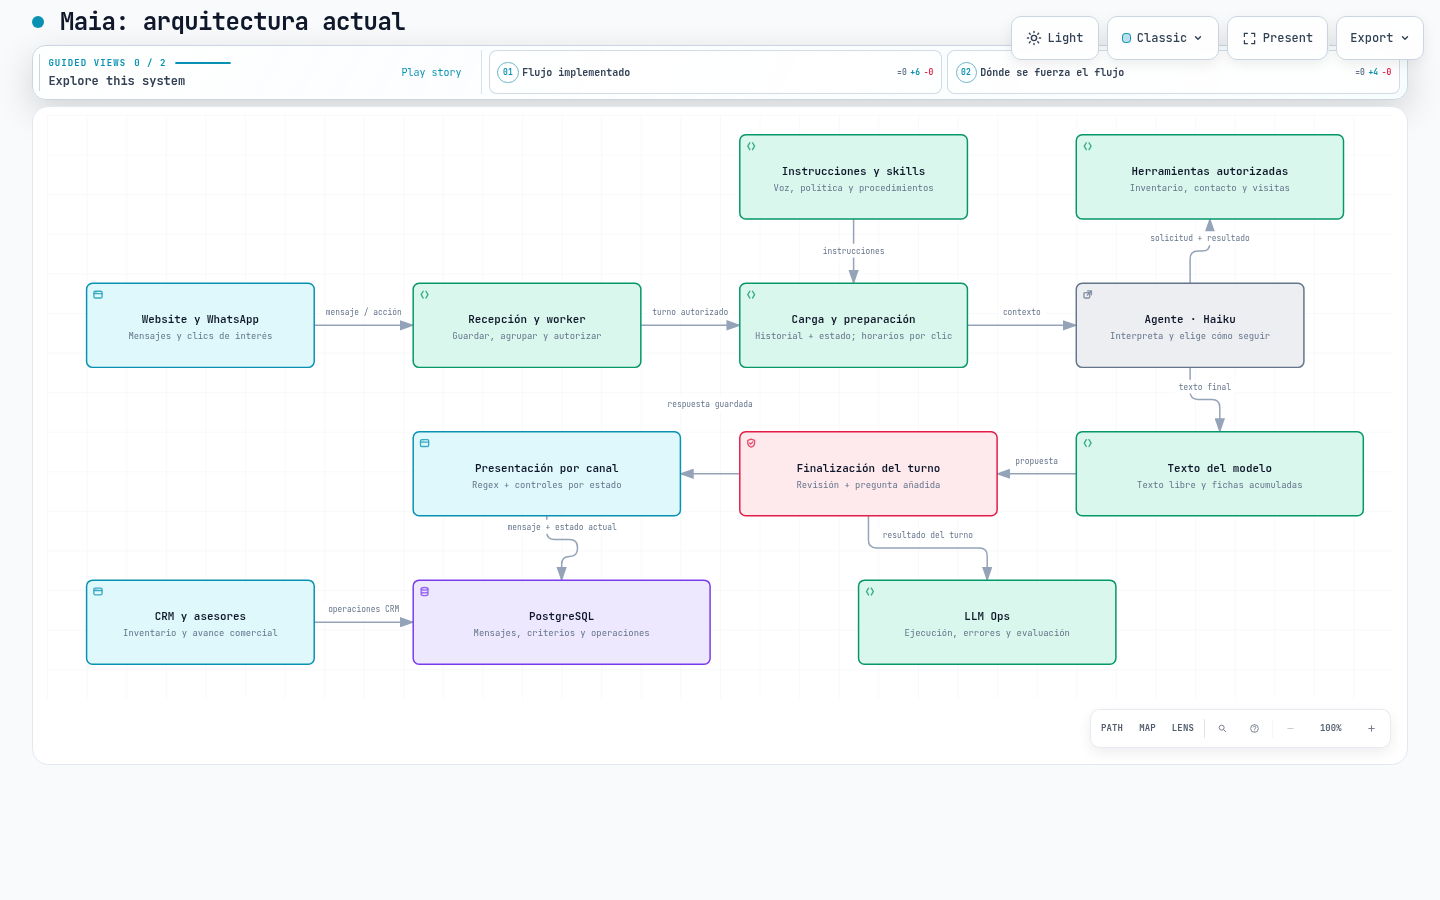 Maia: arquitectura actual
Light
Classic
Present
Export
GUIDED VIEWS 0 / 2
Explore this system
Play story
01 Flujo implementado =0 +6 -0
02 Dónde se fuerza el flujo =0 +4 -0
Instrucciones y skills
Voz, política y procedimientos
Herramientas autorizadas
Inventario, contacto y visitas
instrucciones
solicitud + resultado
Website y WhatsApp
Mensajes y clics de interés
mensaje / acción
Recepción y worker
Guardar, agrupar y autorizar
turno autorizado
Carga y preparación
Historial + estado; horarios por clic
contexto
Agente · Haiku
Interpreta y elige cómo seguir
texto final
respuesta guardada
Presentación por canal
Regex + controles por estado
Finalización del turno
Revisión + pregunta añadida
propuesta
Texto del modelo
Texto libre y fichas acumuladas
mensaje + estado actual
resultado del turno
CRM y asesores
Inventario y avance comercial
operaciones CRM
PostgreSQL
Mensajes, criterios y operaciones
LLM Ops
Ejecución, errores y evaluación
PATH MAP LENS − 100% +